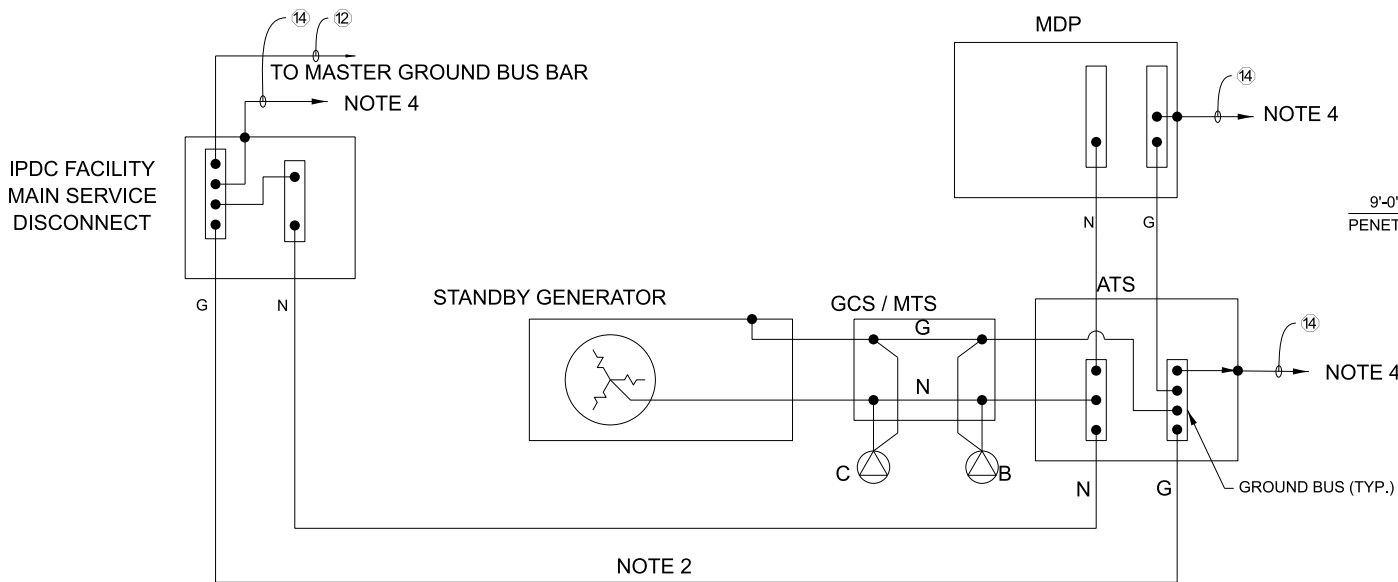 ⑭
⑫
TO MASTER GROUND BUS BAR
NOTE 4
IPDC FACILITY
MAIN SERVICE
DISCONNECT
G
N
MDP
⑭
NOTE 4
N
G
9'-0"
PENET
STANDBY GENERATOR
GCS / MTS
G
N
C
B
ATS
⑭
NOTE 4
N
G
GROUND BUS (TYP.)
NOTE 2